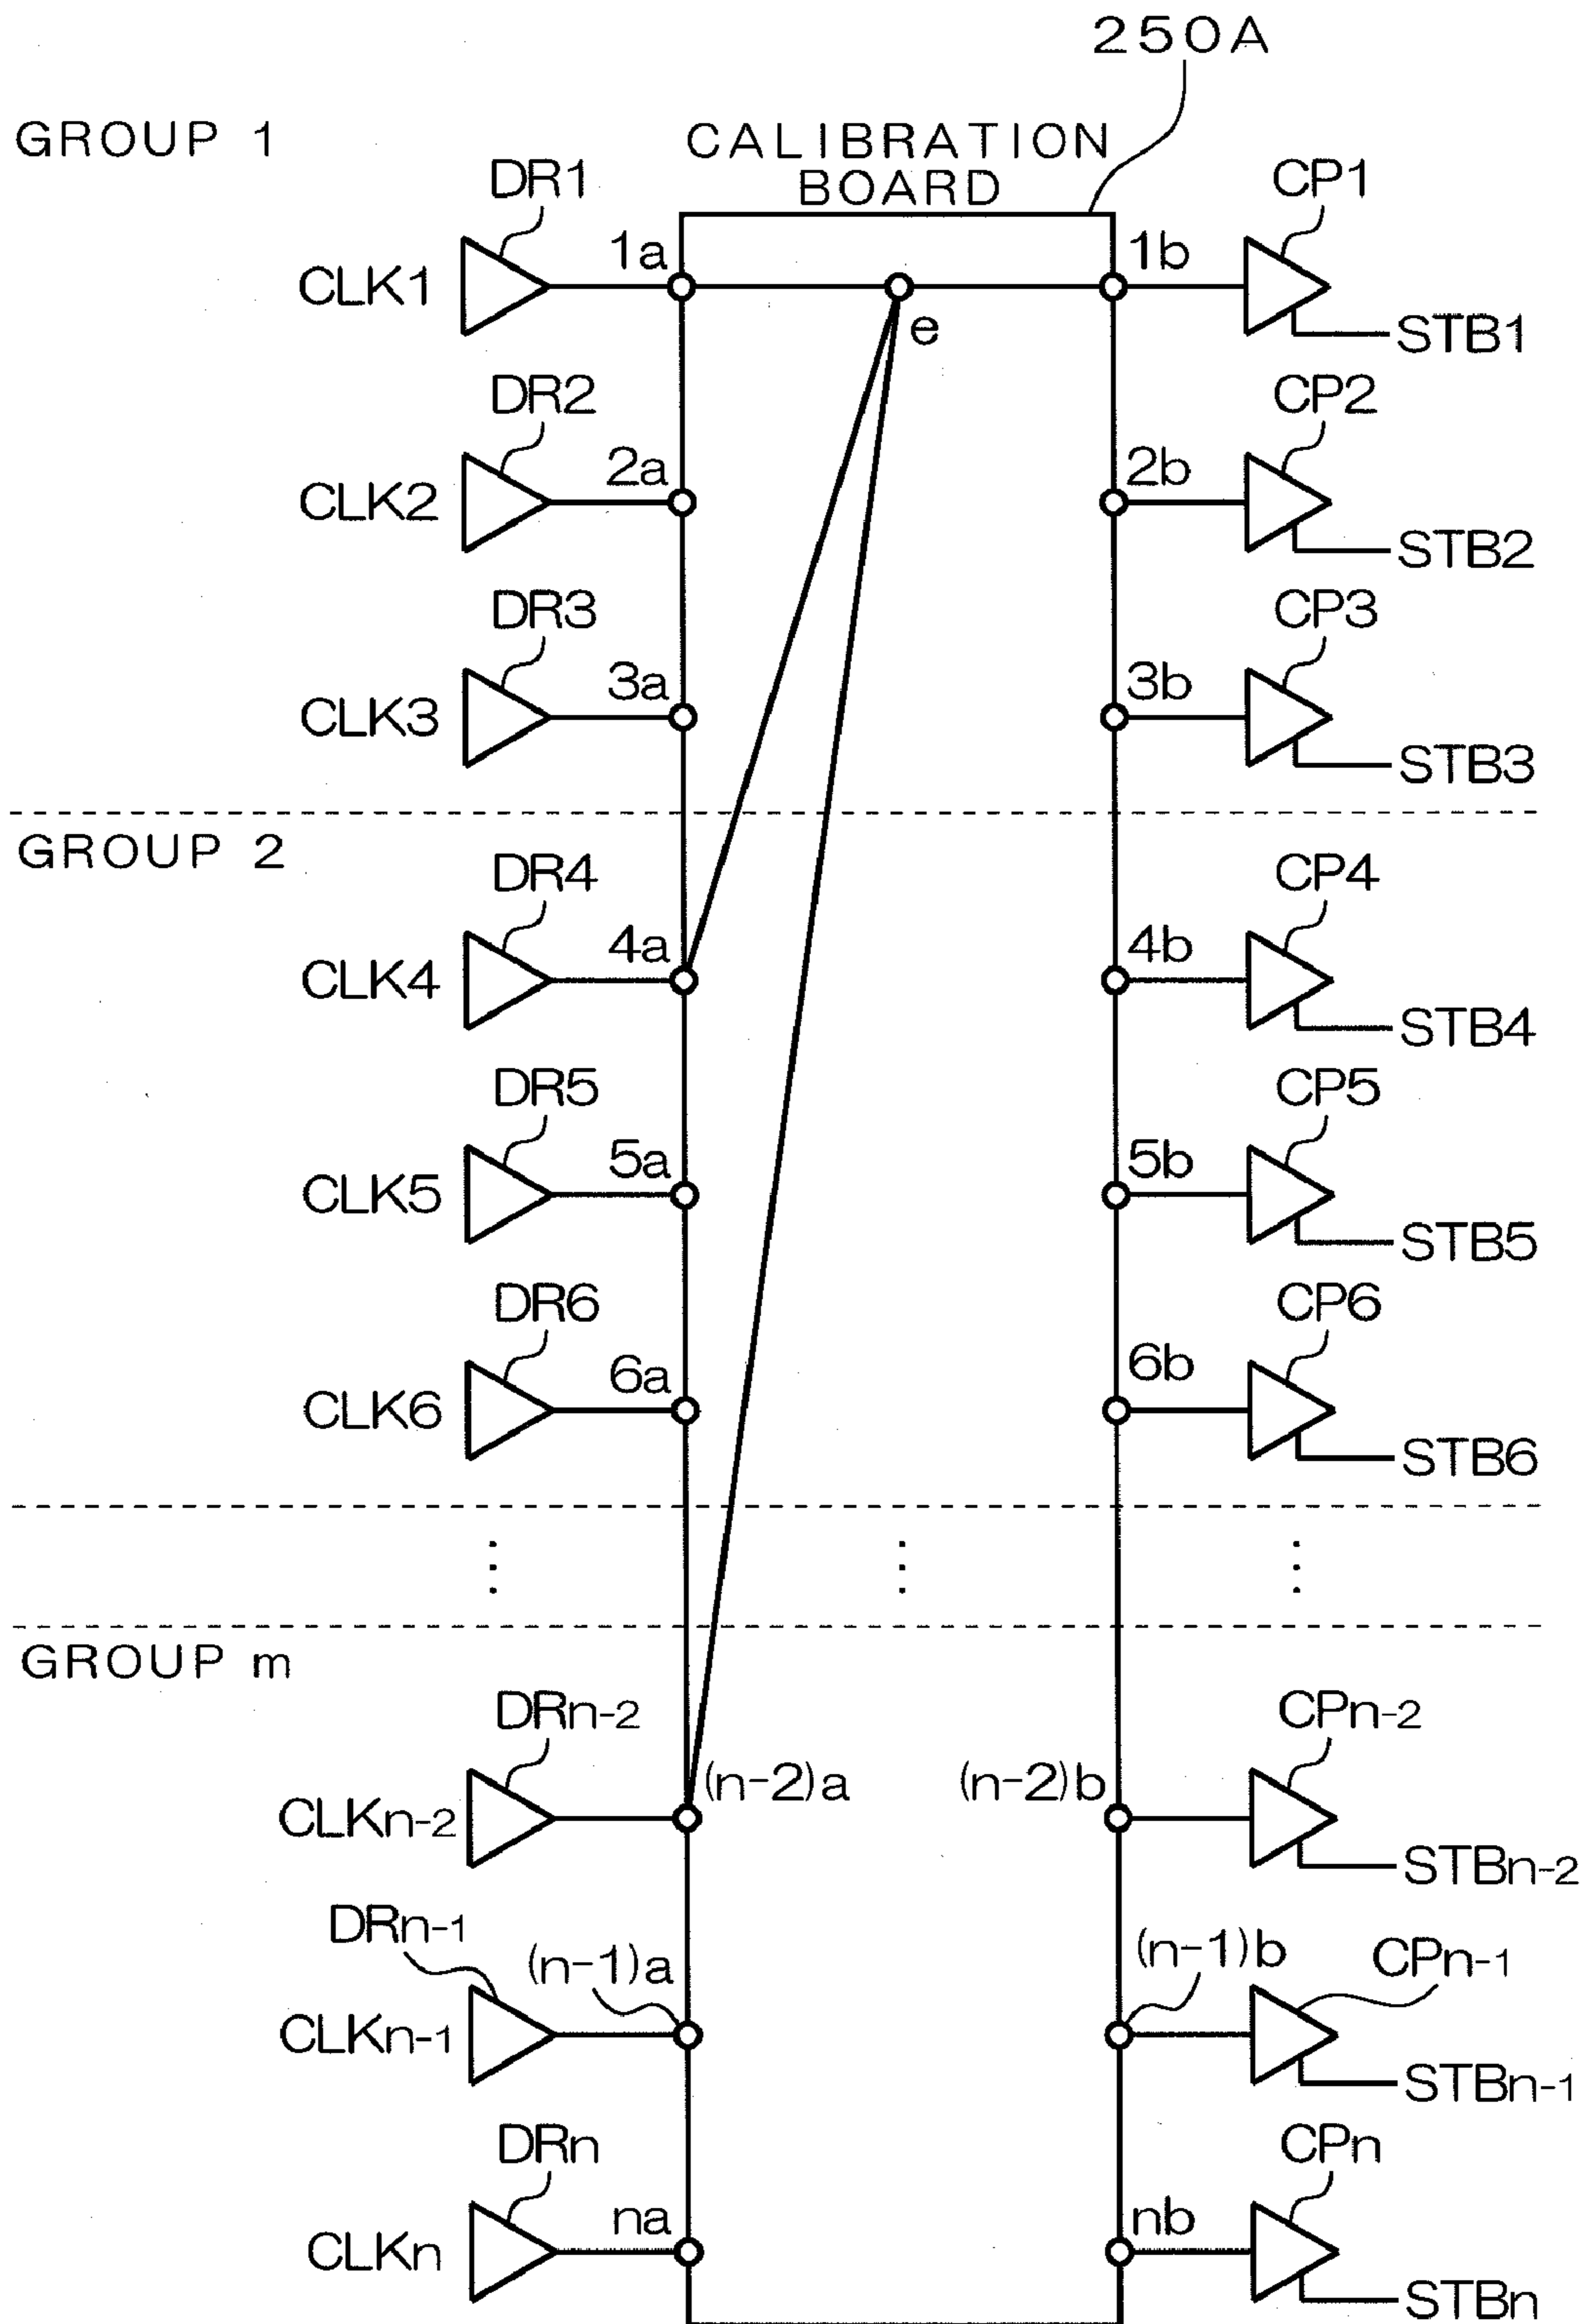 250A
GROUP 1
CALIBRATION
BOARD
DR1
CP1
1a
1b
CLK1
e
STB1
DR2
CP2
2a
2b
CLK2
STB2
DR3
CP3
3a
3b
CLK3
STB3
GROUP 2
DR4
CP4
4a
4b
CLK4
STB4
DR5
CP5
5a
5b
CLK5
STB5
DR6
CP6
6a
6b
CLK6
STB6
GROUP m
DRn-2
CPn-2
(n-2)a
(n-2)b
CLKn-2
STBn-2
DRn-1
(n-1)a
(n-1)b
CPn-1
CLKn-1
STBn-1
DRn
CPn
na
nb
CLKn
STBn